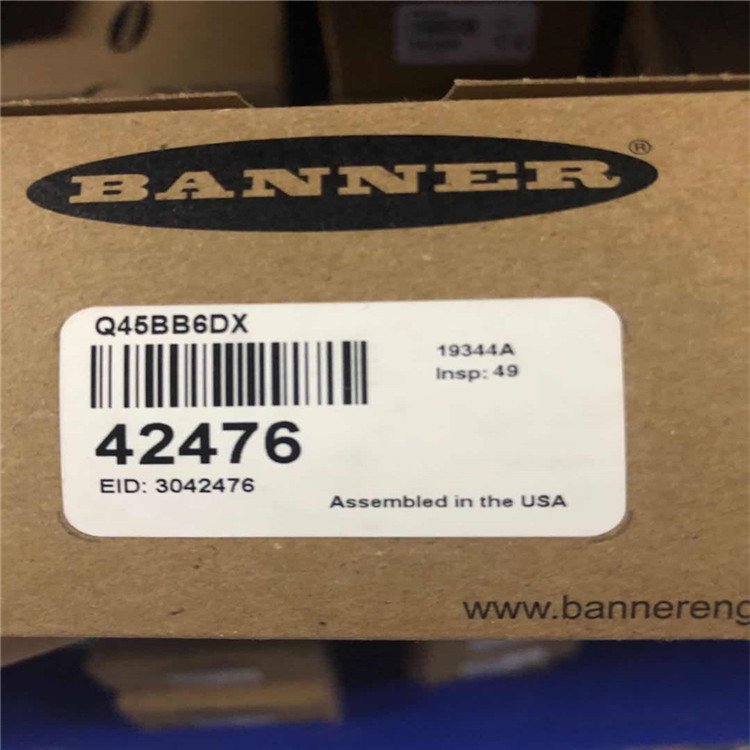 BANNER®
Q45BB6DX
19344A
Insp: 49
42476
EID: 3042476
Assembled in the USA
www.bannereng